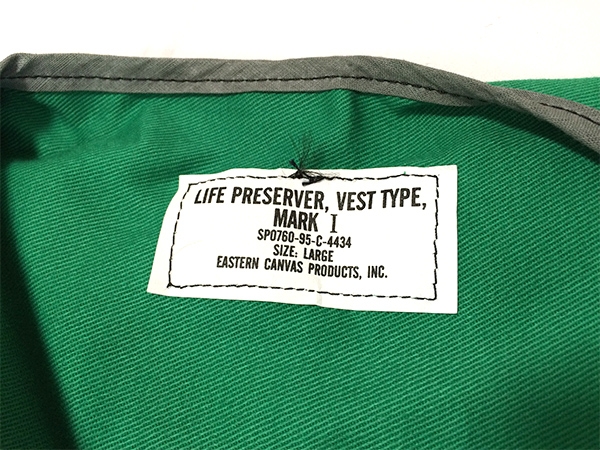 LIFE PRESERVER, VEST TYPE,
MARK I
SP0760-95-C-4434
SIZE: LARGE
EASTERN CANVAS PRODUCTS, INC.